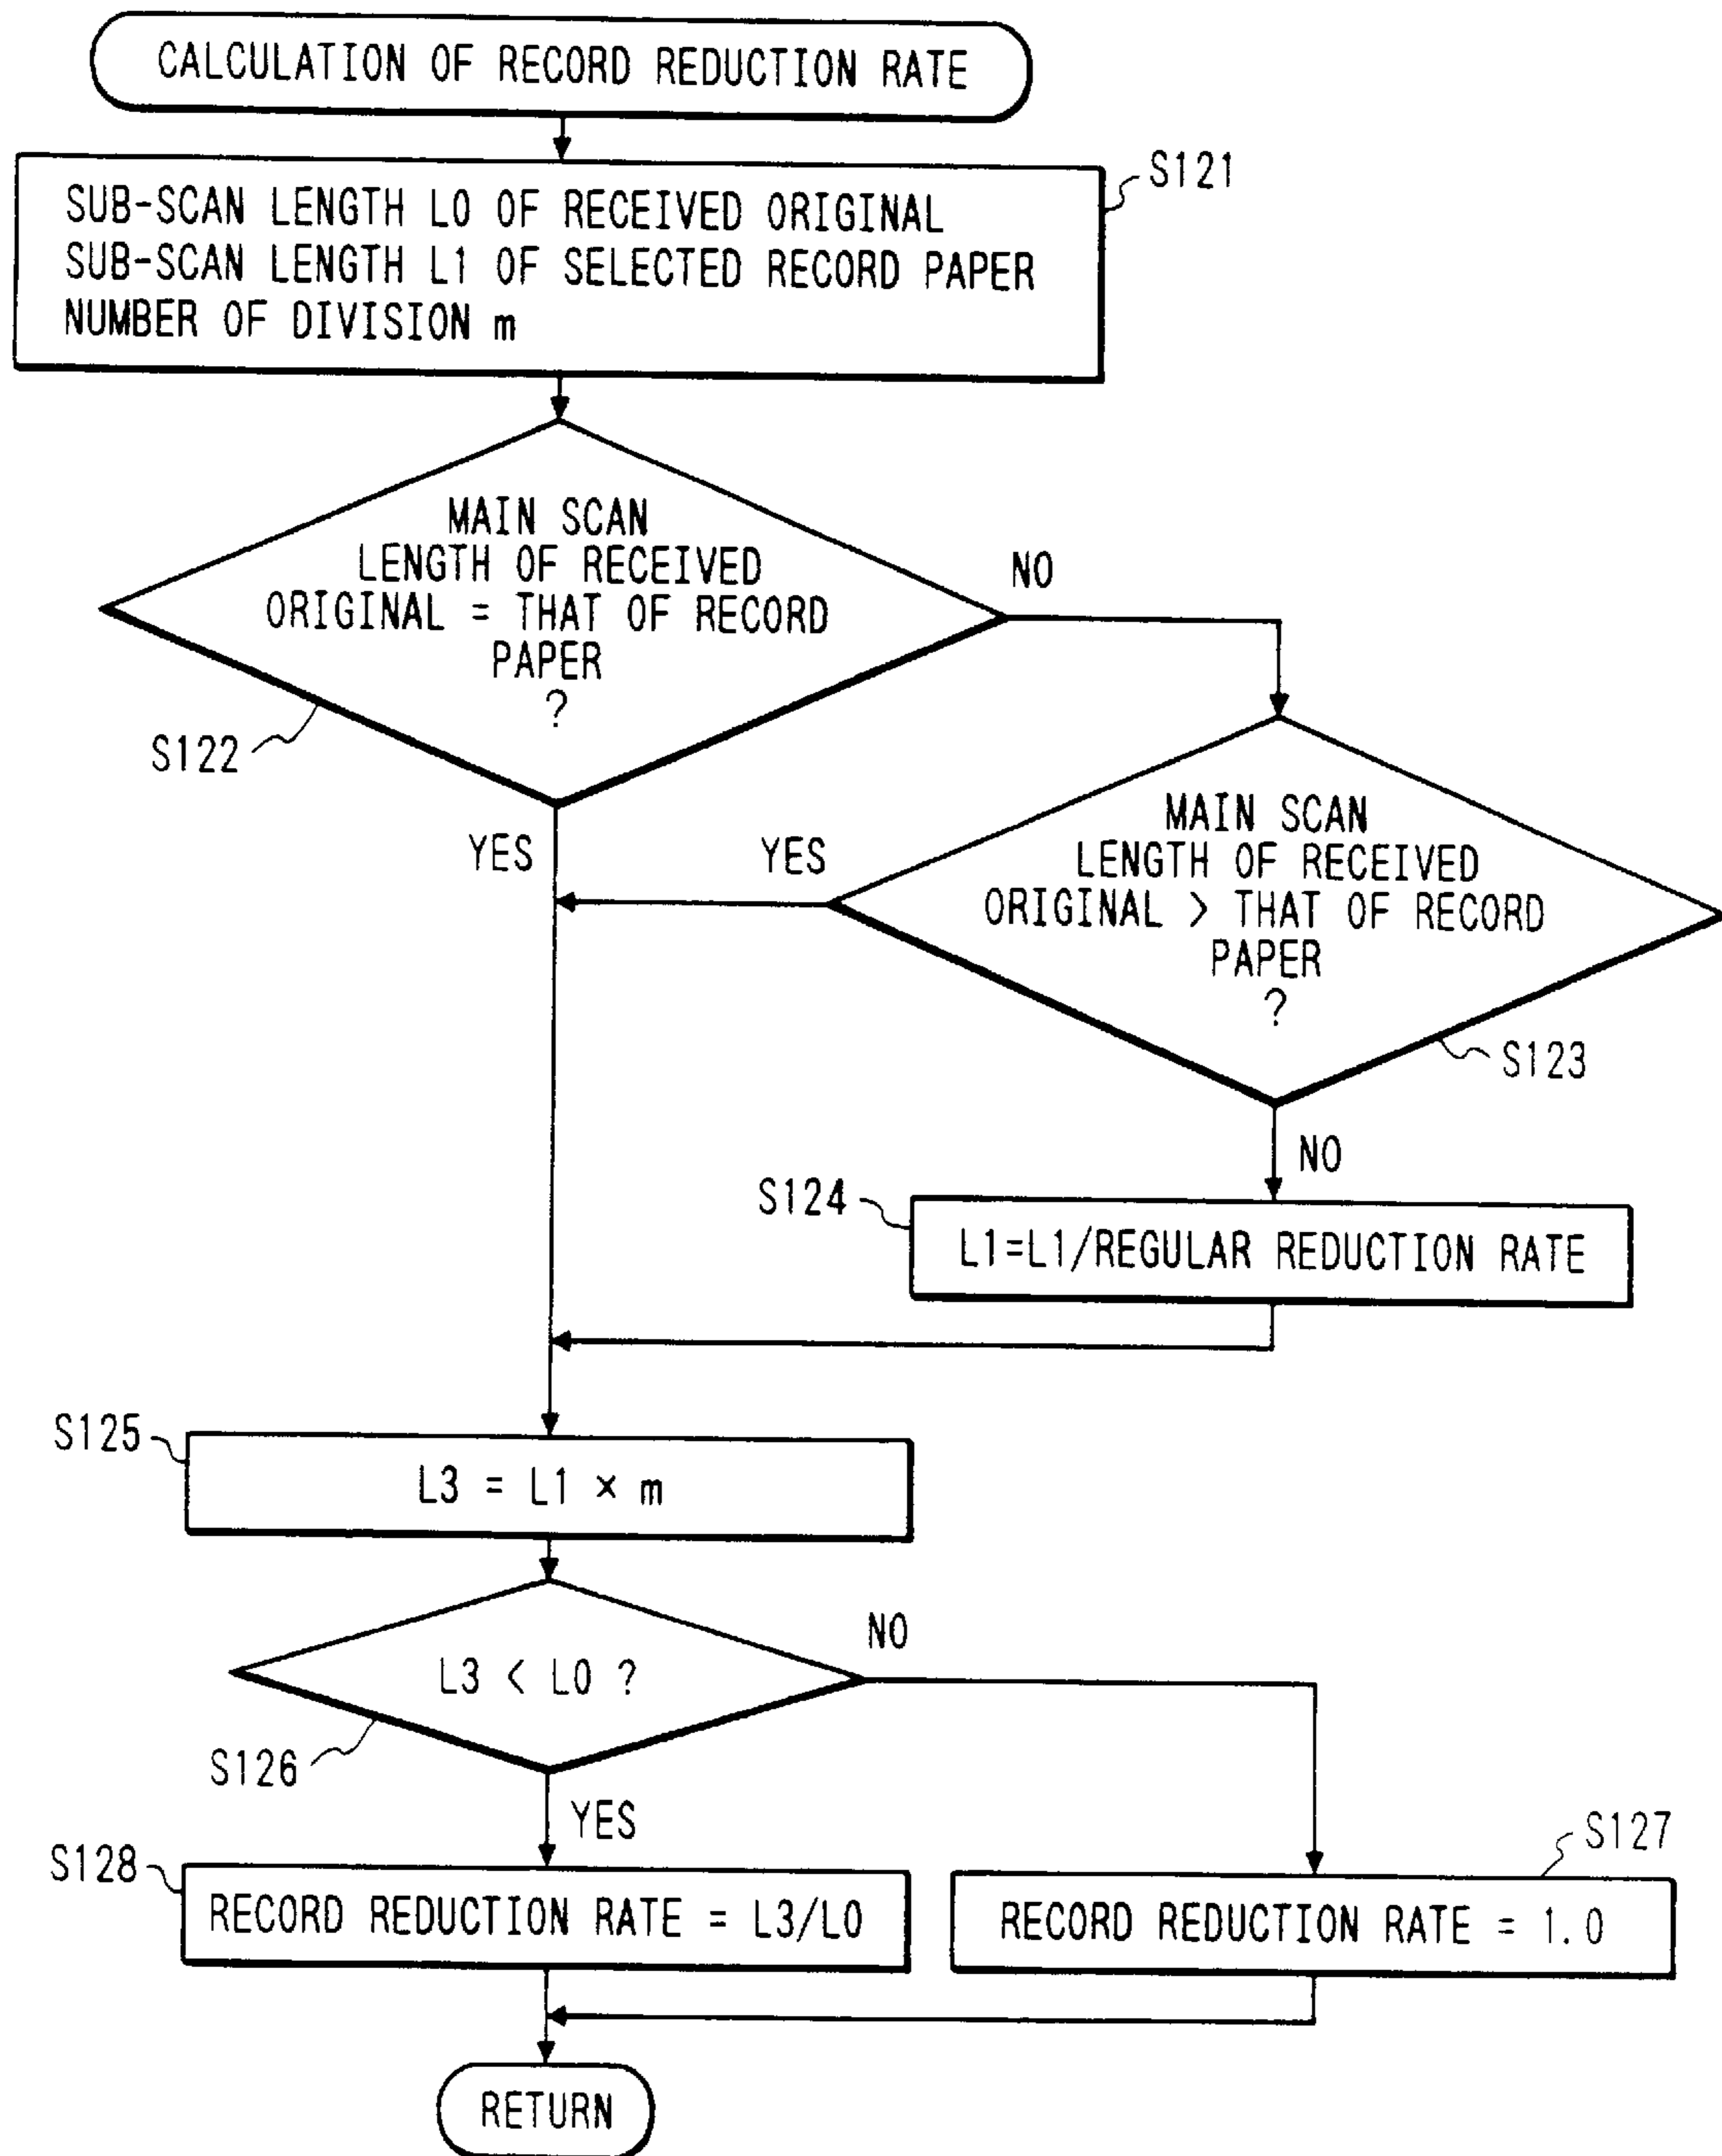 CALCULATION OF RECORD REDUCTION RATE
S121
SUB-SCAN LENGTH L0 OF RECEIVED ORIGINAL
SUB-SCAN LENGTH L1 OF SELECTED RECORD PAPER
NUMBER OF DIVISION m
MAIN SCAN
LENGTH OF RECEIVED
ORIGINAL = THAT OF RECORD
PAPER
?
NO
S122
YES
YES
MAIN SCAN
LENGTH OF RECEIVED
ORIGINAL > THAT OF RECORD
PAPER
?
S123
NO
S124
L1=L1/REGULAR REDUCTION RATE
S125
L3 = L1 × m
L3 < L0 ?
NO
S126
YES
S128
RECORD REDUCTION RATE = L3/L0
S127
RECORD REDUCTION RATE = 1.0
RETURN